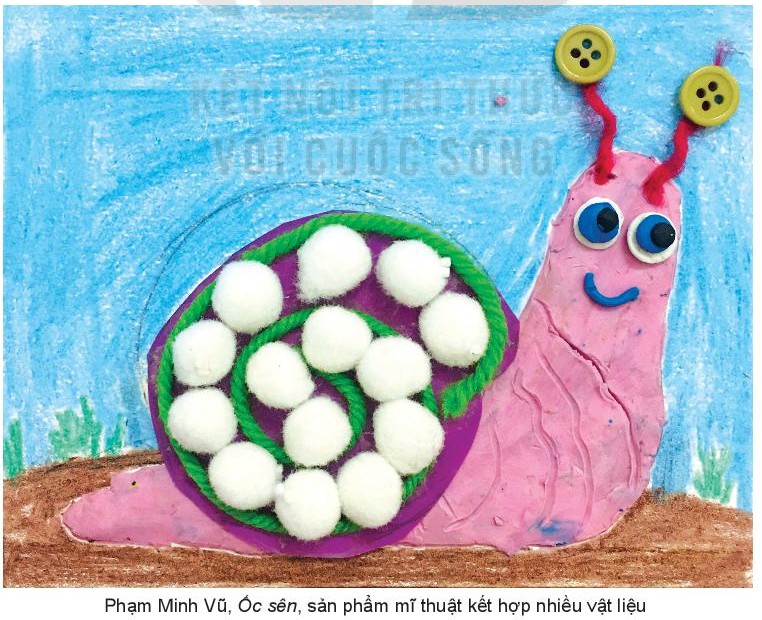 KẾT NỐI TRI THỨC
VỚI CUỘC SỐNG
Phạm Minh Vũ, Ốc sên, sản phẩm mĩ thuật kết hợp nhiều vật liệu